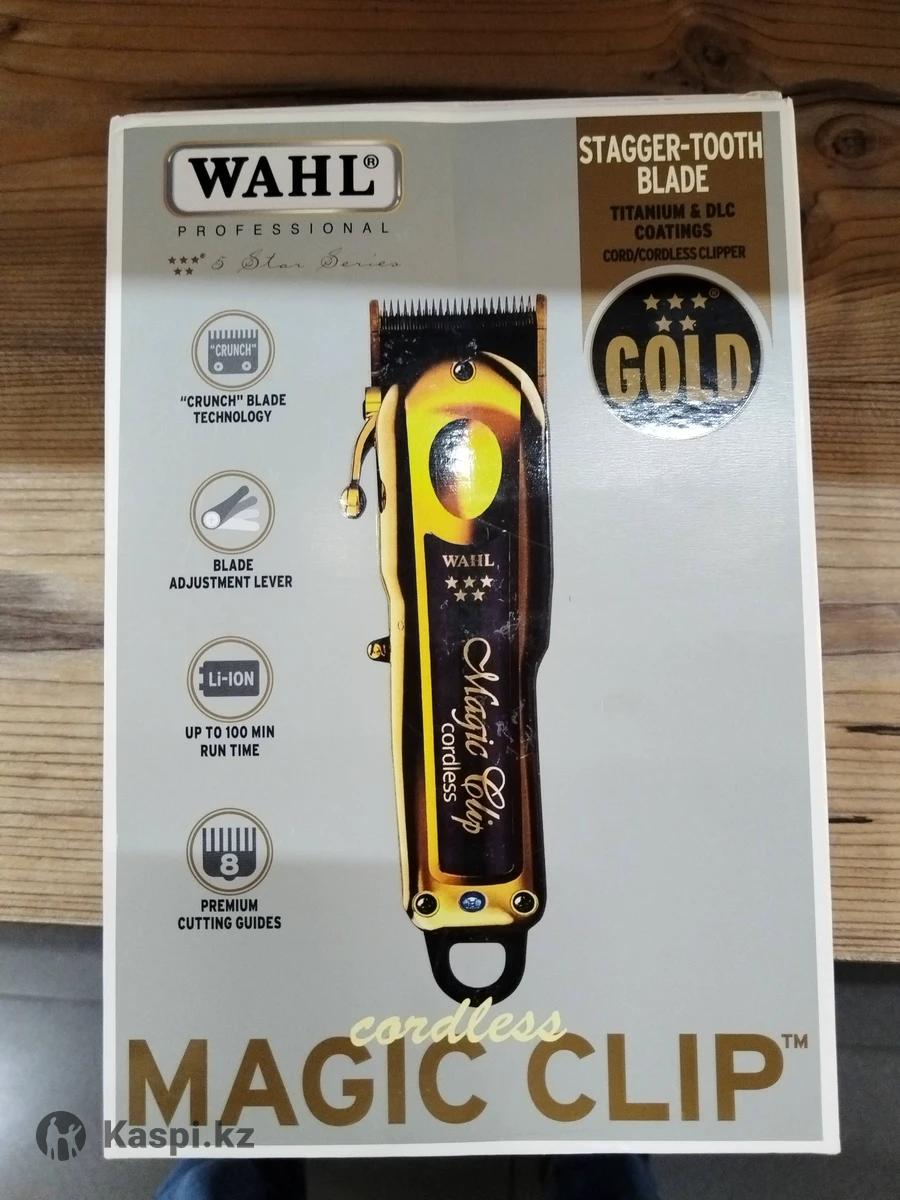 WAHL®
PROFESSIONAL
5 Star Series
STAGGER-TOOTH
BLADE
TITANIUM & DLC
COATINGS
CORD/CORDLESS CLIPPER
GOLD
"CRUNCH"
"CRUNCH" BLADE
TECHNOLOGY
BLADE
ADJUSTMENT LEVER
Li-ION
UP TO 100 MIN
RUN TIME
8
PREMIUM
CUTTING GUIDES
WAHL
Magic Clip
cordless
cordless
MAGIC CLIP™
Kaspi.kz